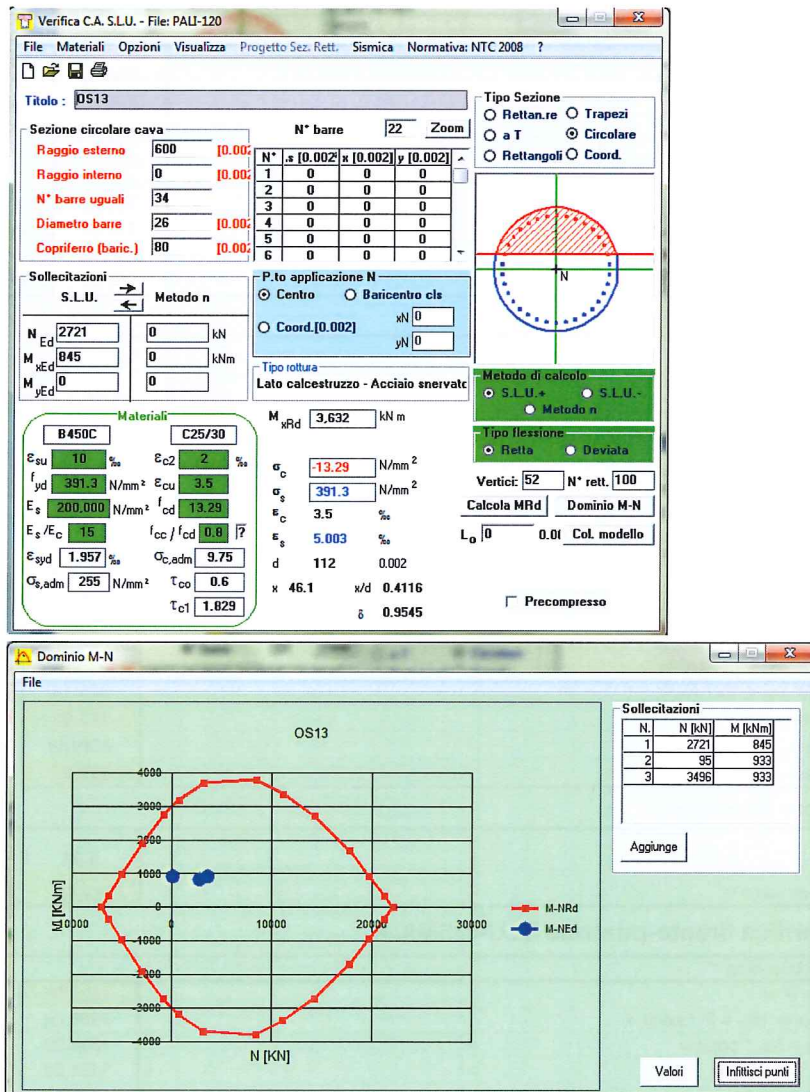 Verifica C.A. S.L.U. - File: PALI-120
File Materiali Opzioni Visualizza Progetto Sez. Rett. Sismica Normativa: NTC 2008 ?
Titolo : OS13
Sezione circolare cava
Raggio esterno 600 [0.002
Raggio interno 0 [0.002
N° barre uguali 34
Diametro barre 26 [0.002
Copriferro (baric.) 80 [0.002
N° barre 22 Zoom
N° .s [0.002 x [0.002] y [0.002]
1 0 0 0
2 0 0 0
3 0 0 0
4 0 0 0
5 0 0 0
6 0 0 0
Tipo Sezione
Rettan.re Trapezi
a T Circolare
Rettangoli Coord.
N
Sollecitazioni
S.L.U. Metodo n
N Ed 2721 0 kN
M xEd 845 0 kNm
M yEd 0 0
P.to applicazione N
Centro Baricentro cls
Coord.[0.002] xN 0
yN 0
Tipo rottura
Lato calcestruzzo - Acciaio snervato
Metodo di calcolo
S.L.U.+ S.L.U.-
Metodo n
Tipo flessione
Retta Deviata
Materiali
B450C C25/30
εsu 10 ‰ εc2 2 ‰
fyd 391.3 N/mm² εcu 3.5
Es 200,000 N/mm² fcd 13.29
Es/Ec 15 fcc / fcd 0.8 ?
εsyd 1.957 ‰ σc,adm 9.75
σs,adm 255 N/mm² τco 0.6
τc1 1.829
M xRd 3,632 kN m
σc -13.29 N/mm²
σs 391.3 N/mm²
εc 3.5 ‰
εs 5.003 ‰
d 112 0.002
x 46.1 x/d 0.4116
δ 0.9545
Vertici: 52 N° rett. 100
Calcola MRd Dominio M-N
Lo 0 0.0 Col. modello
Precompresso
Dominio M-N
File
OS13
4000
3000
2000
1000
0
-1000
-2000
-3000
-4000
10000 0 10000 20000 30000
M [KNm]
N [KN]
M-NRd
M-NEd
Sollecitazioni
N. N [kN] M [kNm]
1 2721 845
2 95 933
3 3496 933
Aggiunge
Valori Infittisci punti